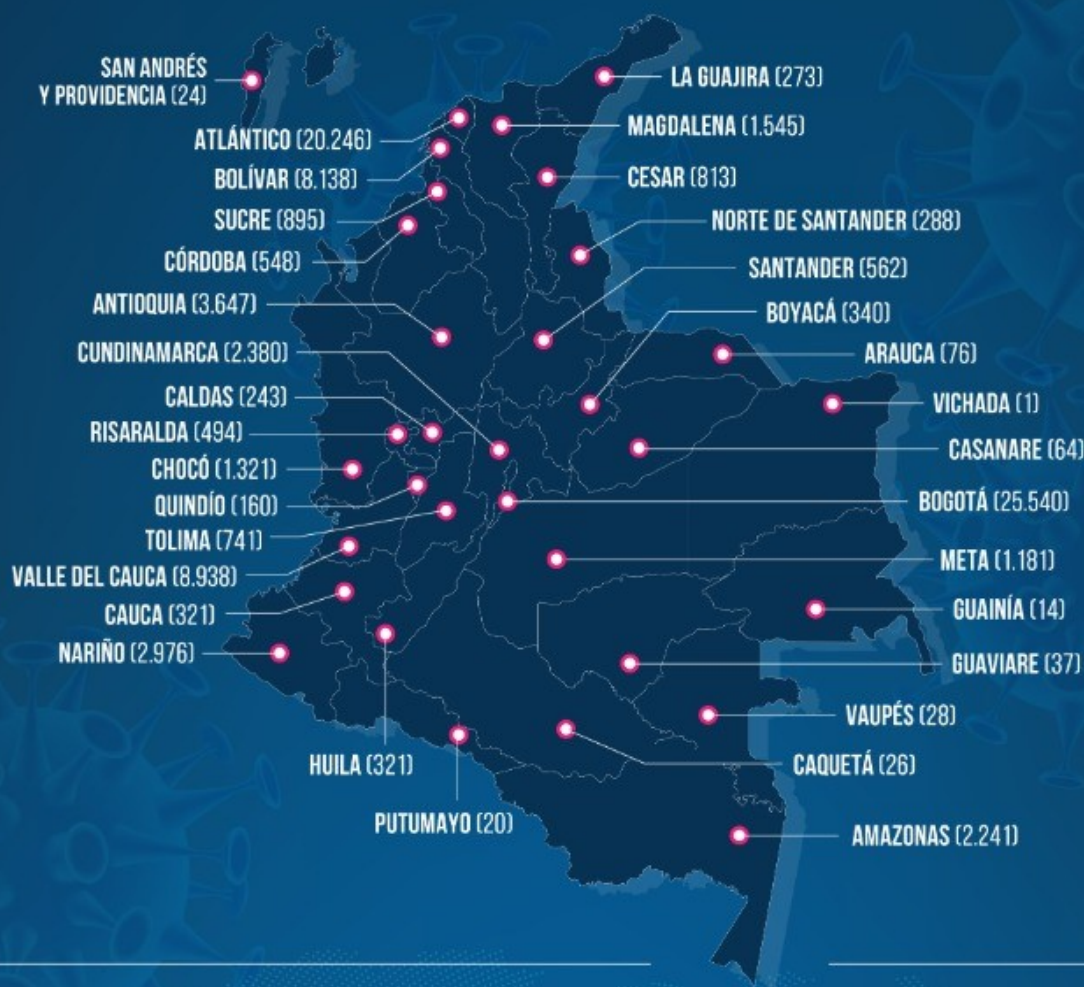 SAN ANDRÉS
Y PROVIDENCIA (24)
ATLÁNTICO (20.246)
BOLÍVAR (8.138)
SUCRE (895)
CÓRDOBA (548)
ANTIOQUIA (3.647)
CUNDINAMARCA (2.380)
CALDAS (243)
RISARALDA (494)
CHOCÓ (1.321)
QUINDÍO (160)
TOLIMA (741)
VALLE DEL CAUCA (8.938)
CAUCA (321)
NARIÑO (2.976)
HUILA (321)
PUTUMAYO (20)
LA GUAJIRA (273)
MAGDALENA (1.545)
CESAR (813)
NORTE DE SANTANDER (288)
SANTANDER (562)
BOYACÁ (340)
ARAUCA (76)
VICHADA (1)
CASANARE (64)
BOGOTÁ (25.540)
META (1.181)
GUAINÍA (14)
GUAVIARE (37)
VAUPÉS (28)
CAQUETÁ (26)
AMAZONAS (2.241)